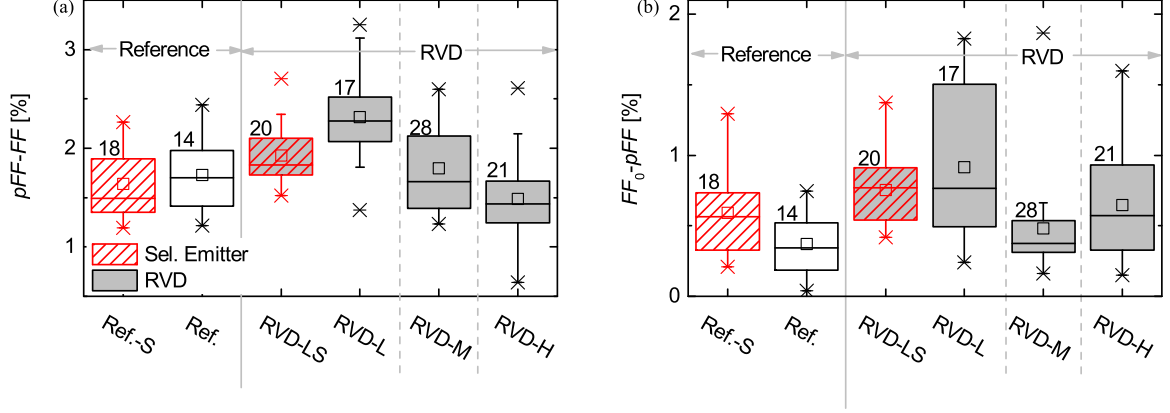 (a)
3
2
1
pFF-FF [%]
Reference
RVD
18
14
20
17
28
21
Sel. Emitter
RVD
Ref.-S
Ref.
RVD-LS
RVD-L
RVD-M
RVD-H
(b)
2
1
0
FF₀-pFF [%]
Reference
RVD
18
14
20
17
28
21
Ref.-S
Ref.
RVD-LS
RVD-L
RVD-M
RVD-H